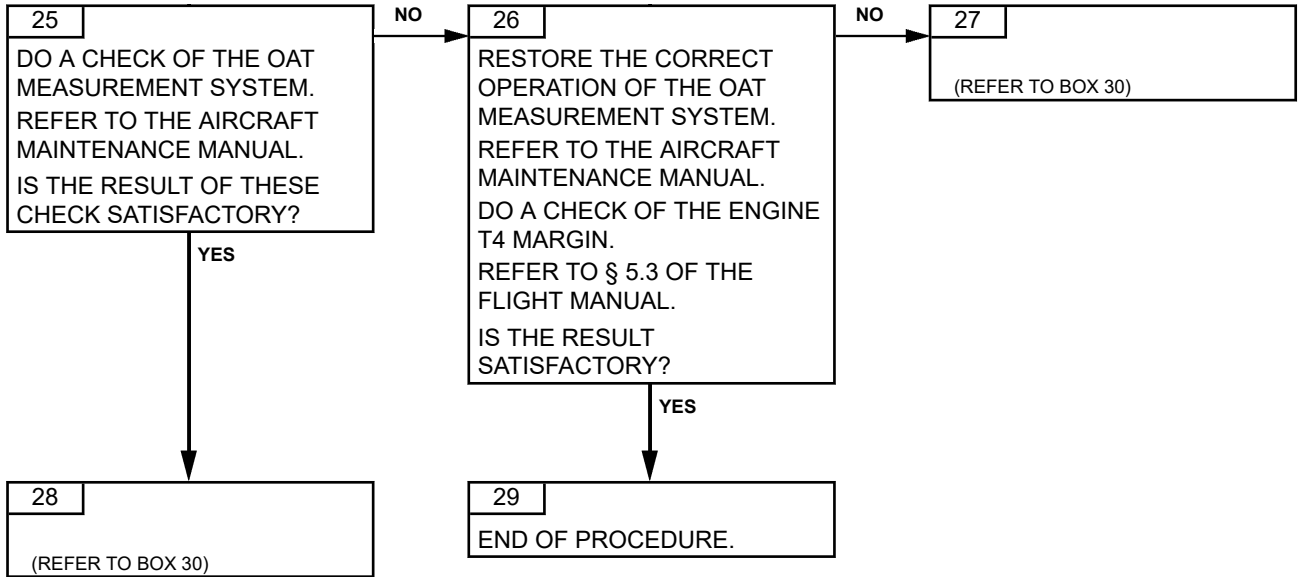 25
DO A CHECK OF THE OAT
MEASUREMENT SYSTEM.
REFER TO THE AIRCRAFT
MAINTENANCE MANUAL.
IS THE RESULT OF THESE
CHECK SATISFACTORY?
NO
YES
26
RESTORE THE CORRECT
OPERATION OF THE OAT
MEASUREMENT SYSTEM.
REFER TO THE AIRCRAFT
MAINTENANCE MANUAL.
DO A CHECK OF THE ENGINE
T4 MARGIN.
REFER TO § 5.3 OF THE
FLIGHT MANUAL.
IS THE RESULT
SATISFACTORY?
NO
YES
27
(REFER TO BOX 30)
28
(REFER TO BOX 30)
29
END OF PROCEDURE.